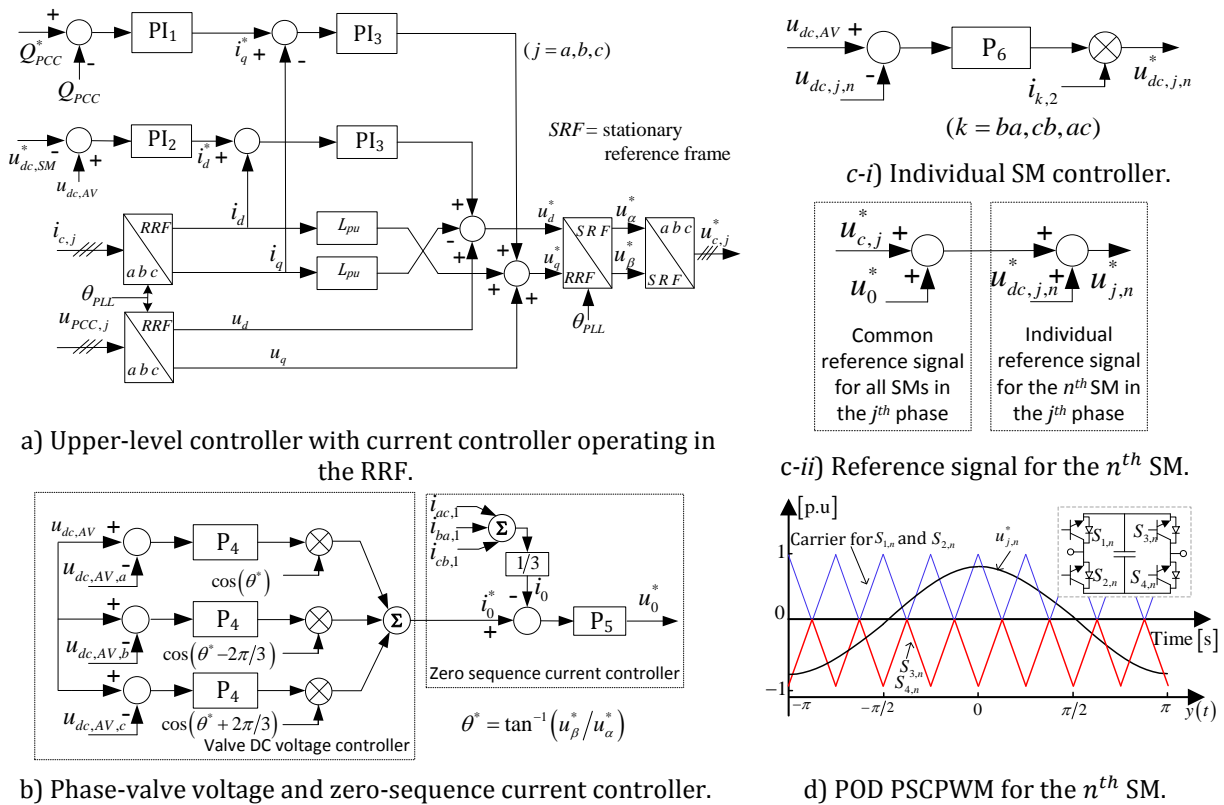 +
Q*PCC
-
QPCC
PI1
i*q
+
-
PI3
(j = a,b,c)
u*dc,SM
-
+
udc,AV
PI2
i*d
+
PI3
SRF = stationary
reference frame
ic,j
RRF
abc
id
iq
Lpu
Lpu
+
-
+
+
+
+
u*d
u*q
SRF
RRF
u*α
u*β
abc
SRF
u*c,j
θPLL
θPLL
uPCC,j
RRF
abc
ud
uq
a) Upper-level controller with current controller operating in
the RRF.
udc,AV
+
-
udc,j,n
P6
ik,2
u*dc,j,n
(k = ba,cb,ac)
c-i) Individual SM controller.
u*c,j
+
+
u*0
u*dc,j,n
+
+
u*j,n
Common
reference signal
for all SMs in
the jth phase
Individual
reference signal
for the nth SM in
the jth phase
c-ii) Reference signal for the nth SM.
udc,AV
+
-
udc,AV,a
P4
cos(θ*)
+
-
udc,AV,b
P4
cos(θ* −2π/3)
+
-
udc,AV,c
P4
cos(θ* + 2π/3)
Σ
Valve DC voltage controller
iac,1
iba,1
icb,1
Σ
1/3
i0
-
i*0
+
P5
u*0
Zero sequence current controller
θ* = tan−1(u*β/u*α)
b) Phase-valve voltage and zero-sequence current controller.
[p.u]
Carrier for S1,n and S2,n
u*j,n
S1,n
S2,n
S3,n
S4,n
1
0
−1
Time [s]
S3,n
S4,n
−π
−π/2
0
π/2
π
y(t)
d) POD PSCPWM for the nth SM.